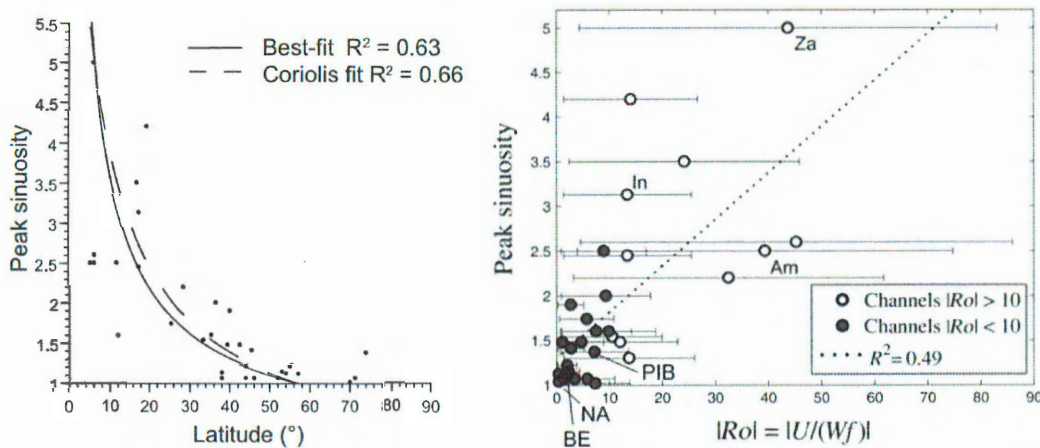 5.5
5
4.5
4
3.5
3
2.5
2
1.5
1
Peak sinuosity
Best-fit R² = 0.63
Coriolis fit R² = 0.66
0 10 20 30 40 50 60 70 80 90
Latitude (°)
5
4.5
4
3.5
3
2.5
2
1.5
1
Peak sinuosity
Za
In
Am
PIB
NA
BE
Channels |Ro| > 10
Channels |Ro| < 10
R² = 0.49
0 10 20 30 40 50 60 70 80 90
|Ro| = |U/(Wf)|